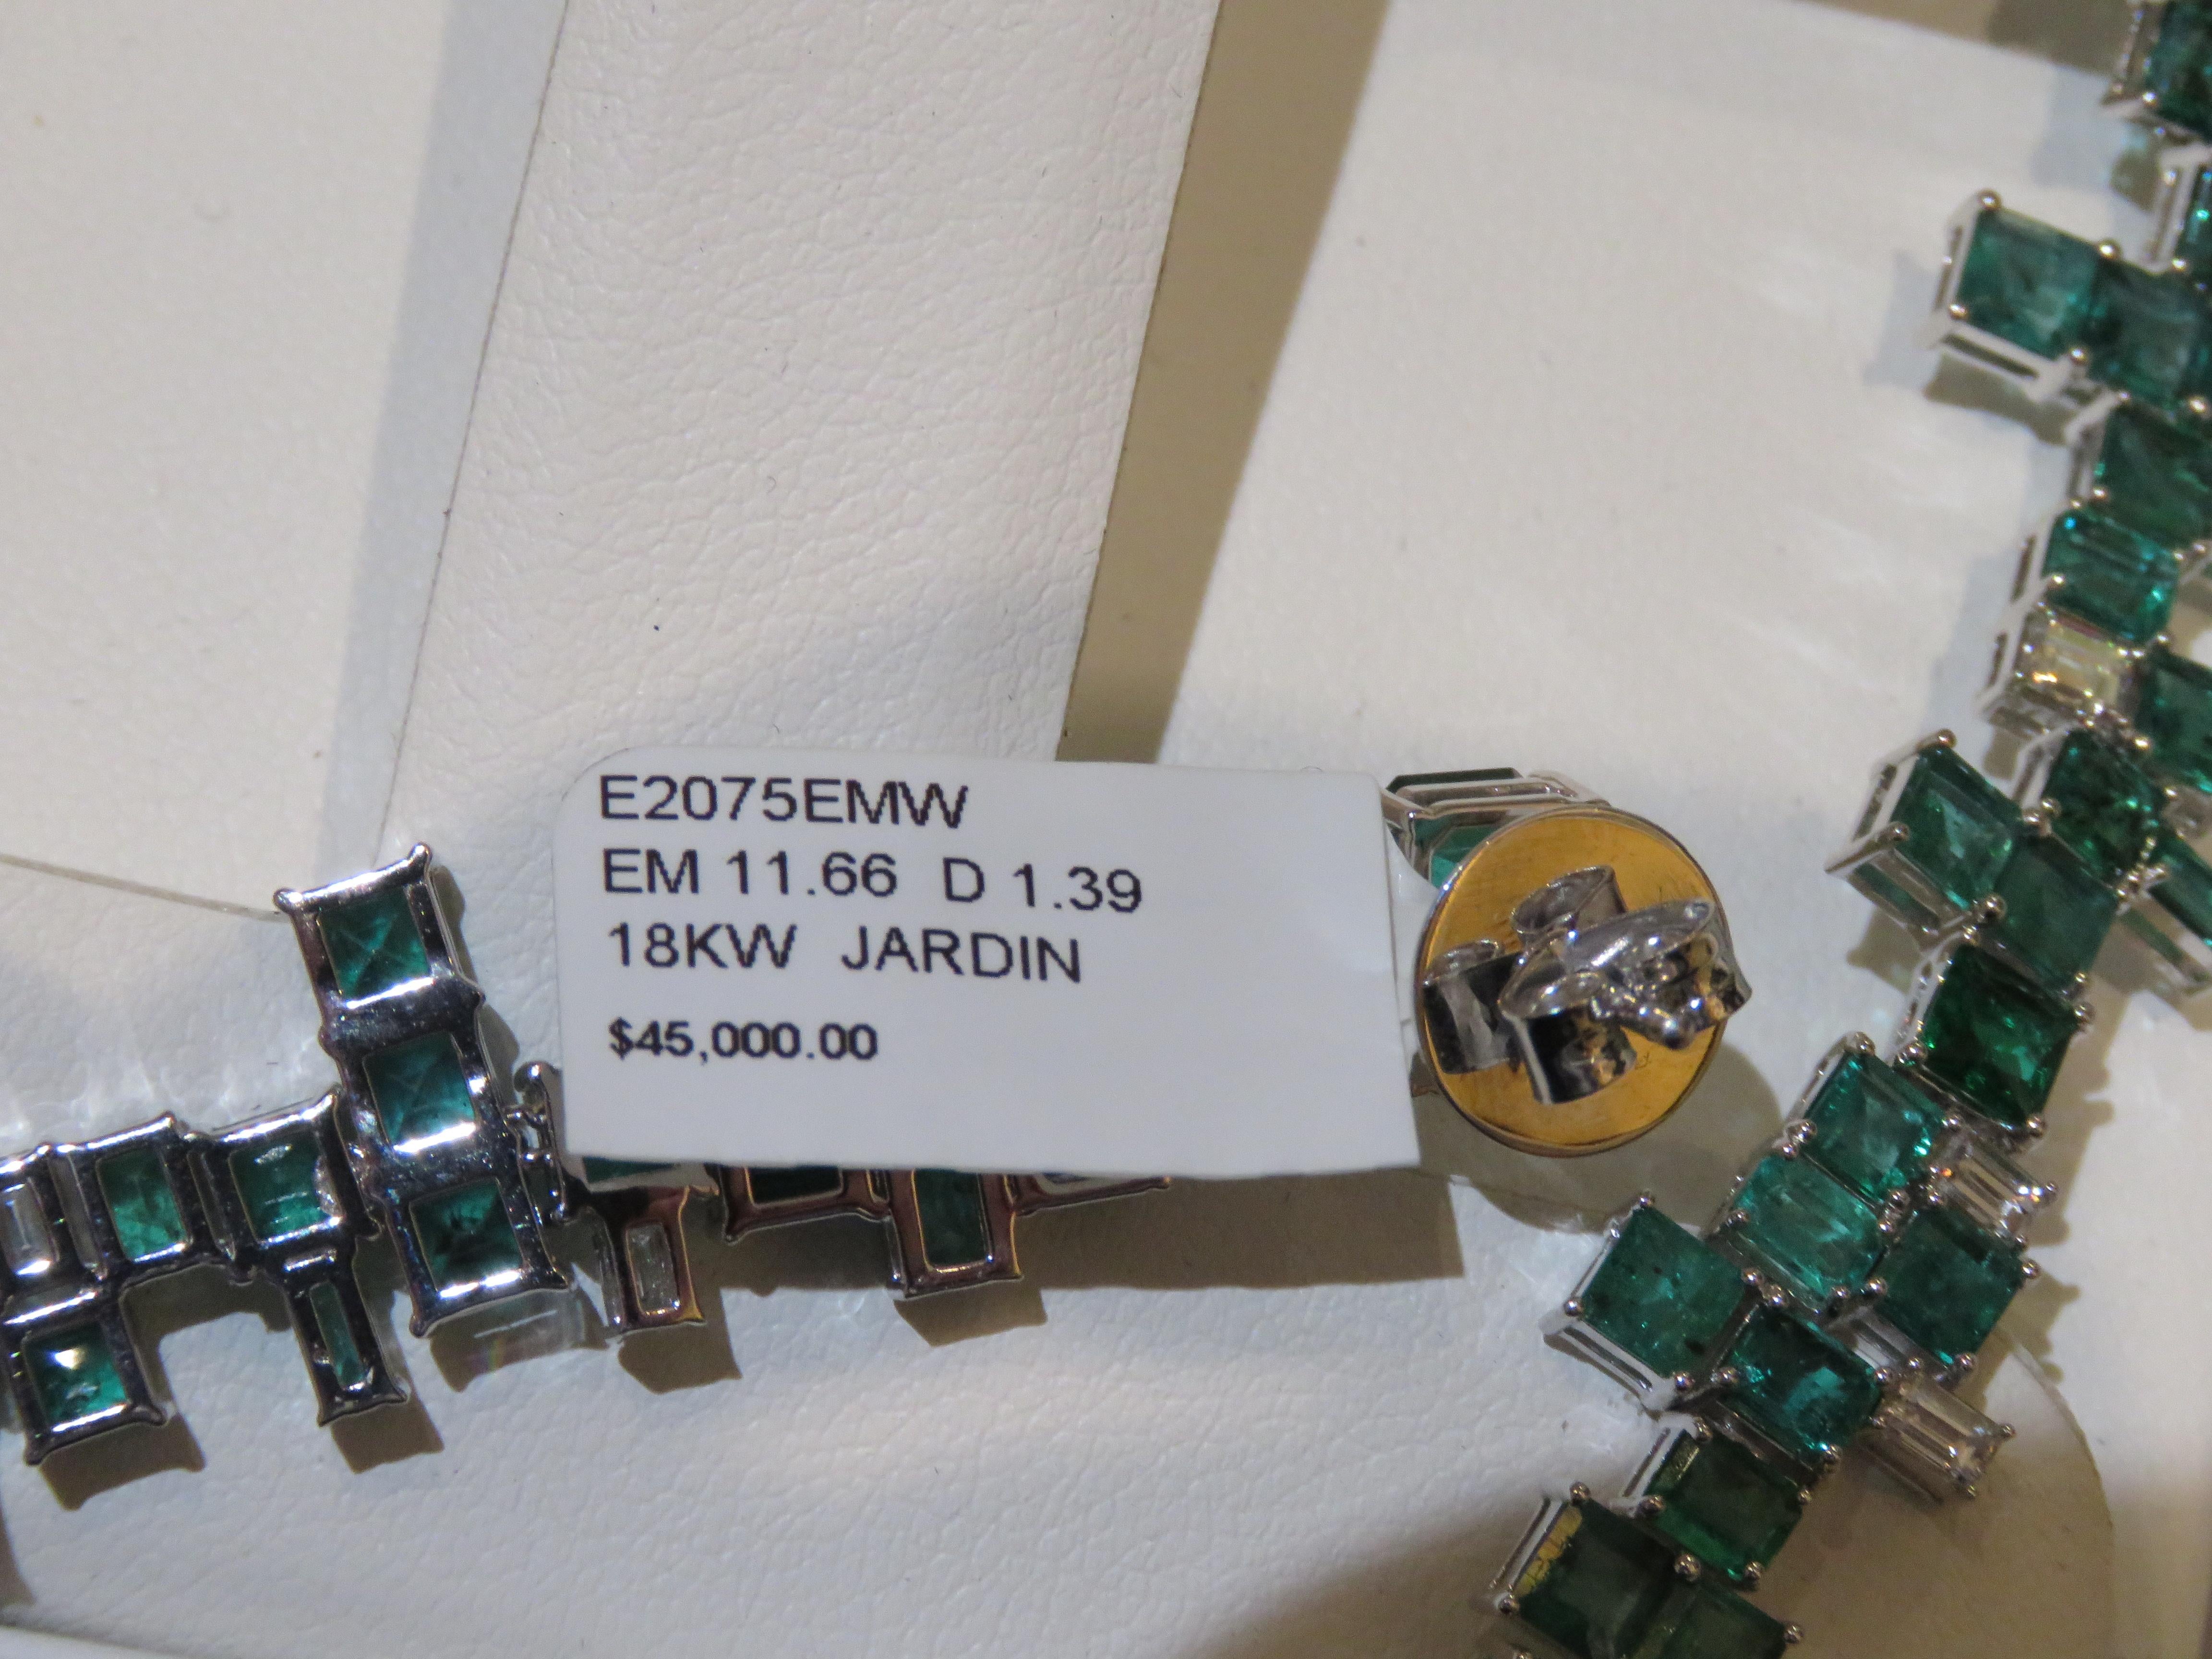 E2075EMW
EM 11.66 D 1.39
18KW JARDIN
$45,000.00